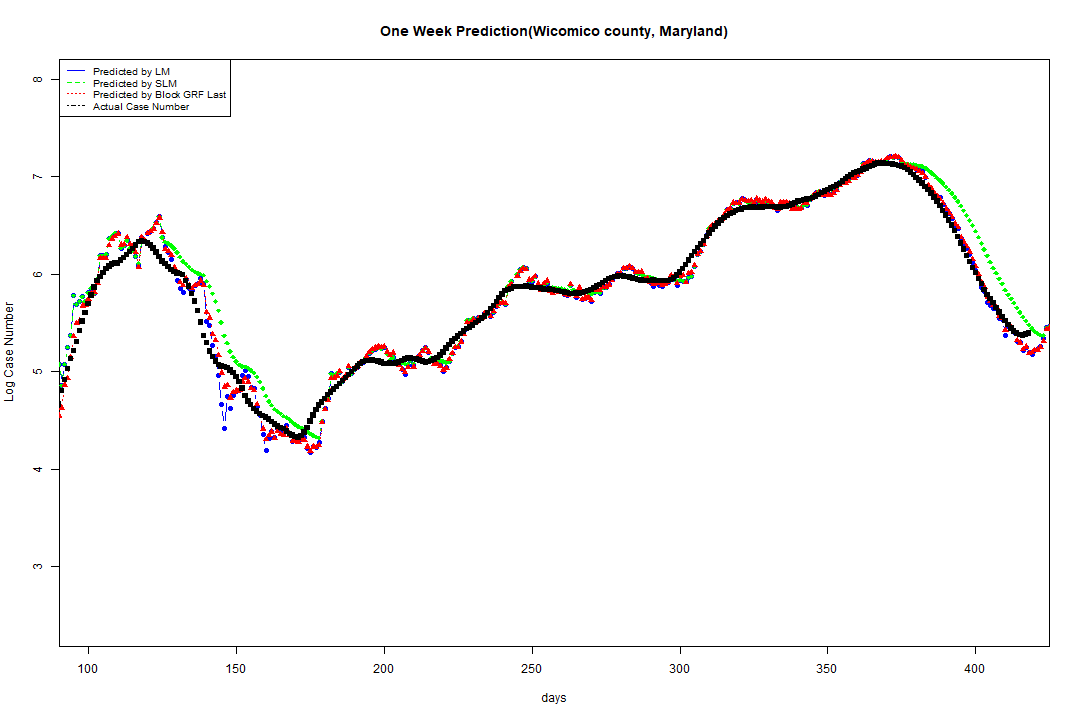 One Week Prediction(Wicomico county, Maryland)
Predicted by LM
Predicted by SLM
Predicted by Block GRF Last
Actual Case Number
8
7
6
5
4
3
Log Case Number
100 150 200 250 300 350 400
days